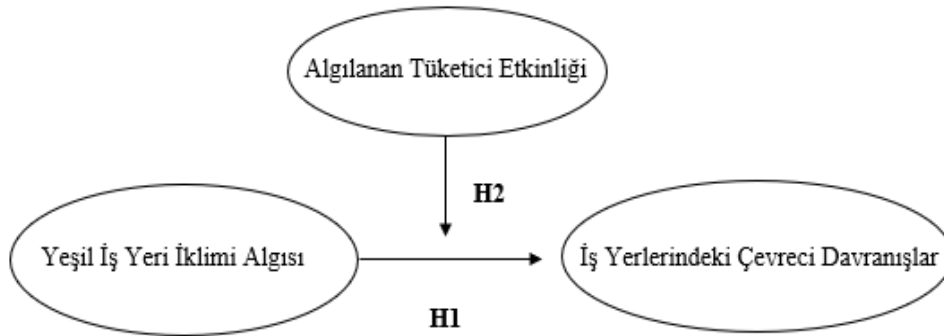 Algılanan Tüketici Etkinliği
H2
Yeşil İş Yeri İklimi Algısı
İş Yerlerindeki Çevreci Davranışlar
H1